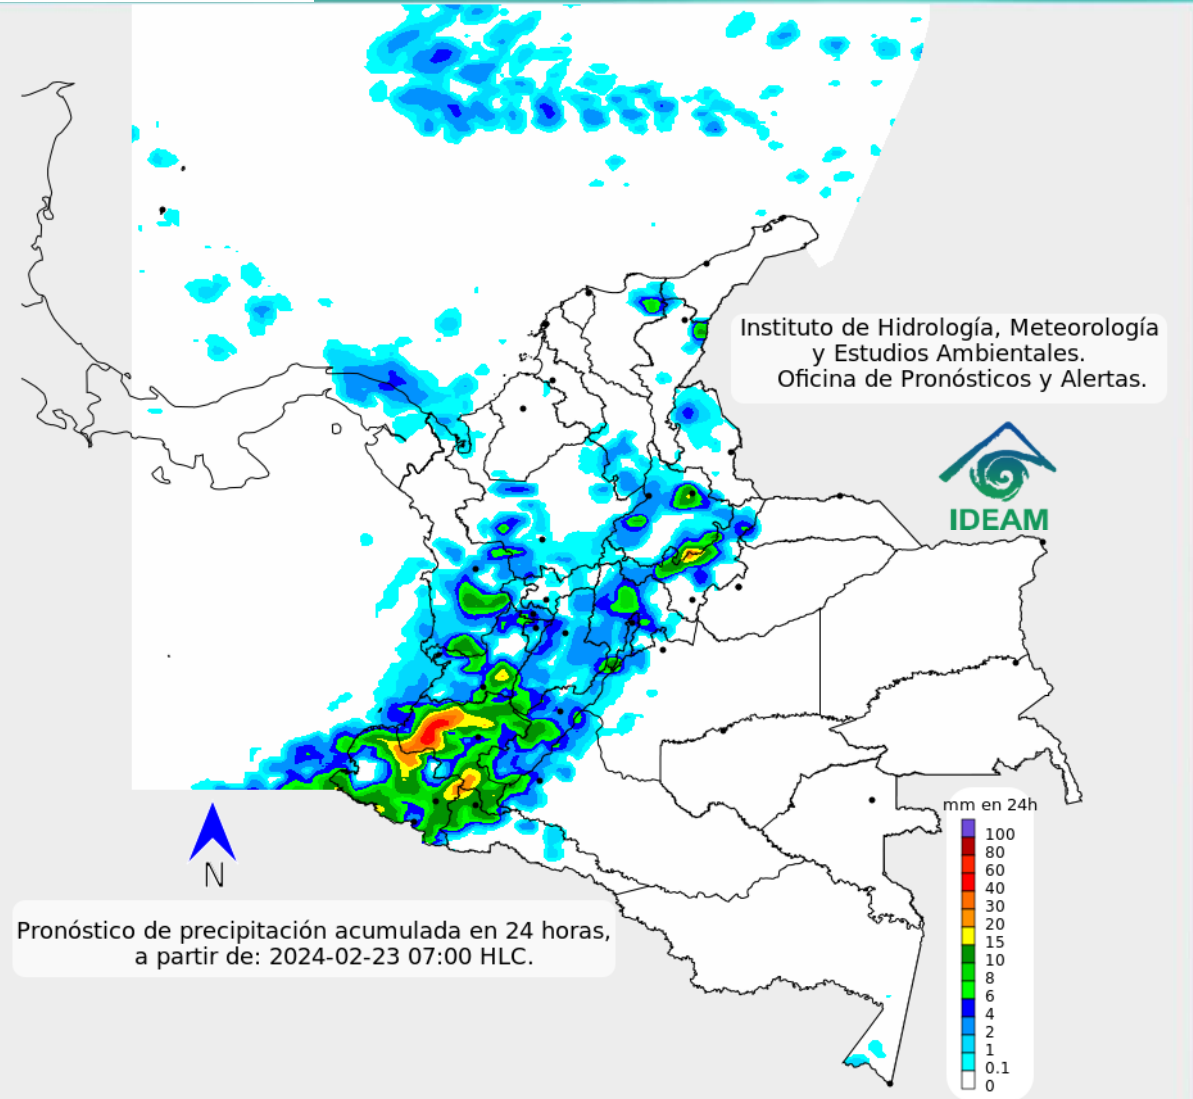 Instituto de Hidrología, Meteorología
y Estudios Ambientales.
Oficina de Pronósticos y Alertas.
IDEAM
mm en 24h
100
80
60
40
30
20
15
10
8
6
4
2
1
0.1
0
N
Pronóstico de precipitación acumulada en 24 horas,
a partir de: 2024-02-23 07:00 HLC.